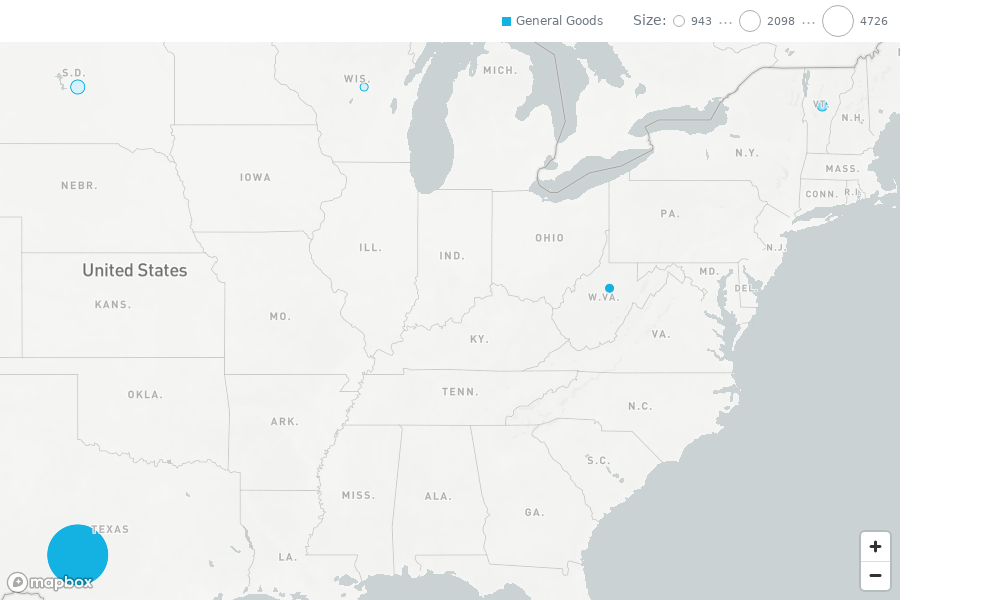 General Goods Size: 943 ... 2098 ... 4726
S.D.
WIS.
MICH.
VT.
N.H.
N.Y.
MASS.
NEBR.
IOWA
CONN. R.I.
PA.
ILL.
IND.
OHIO
N.J.
United States
MD.
DEL.
KANS.
W.VA.
MO.
KY.
VA.
OKLA.
TENN.
N.C.
ARK.
S.C.
MISS.
ALA.
GA.
TEXAS
LA.
+
mapbox
−